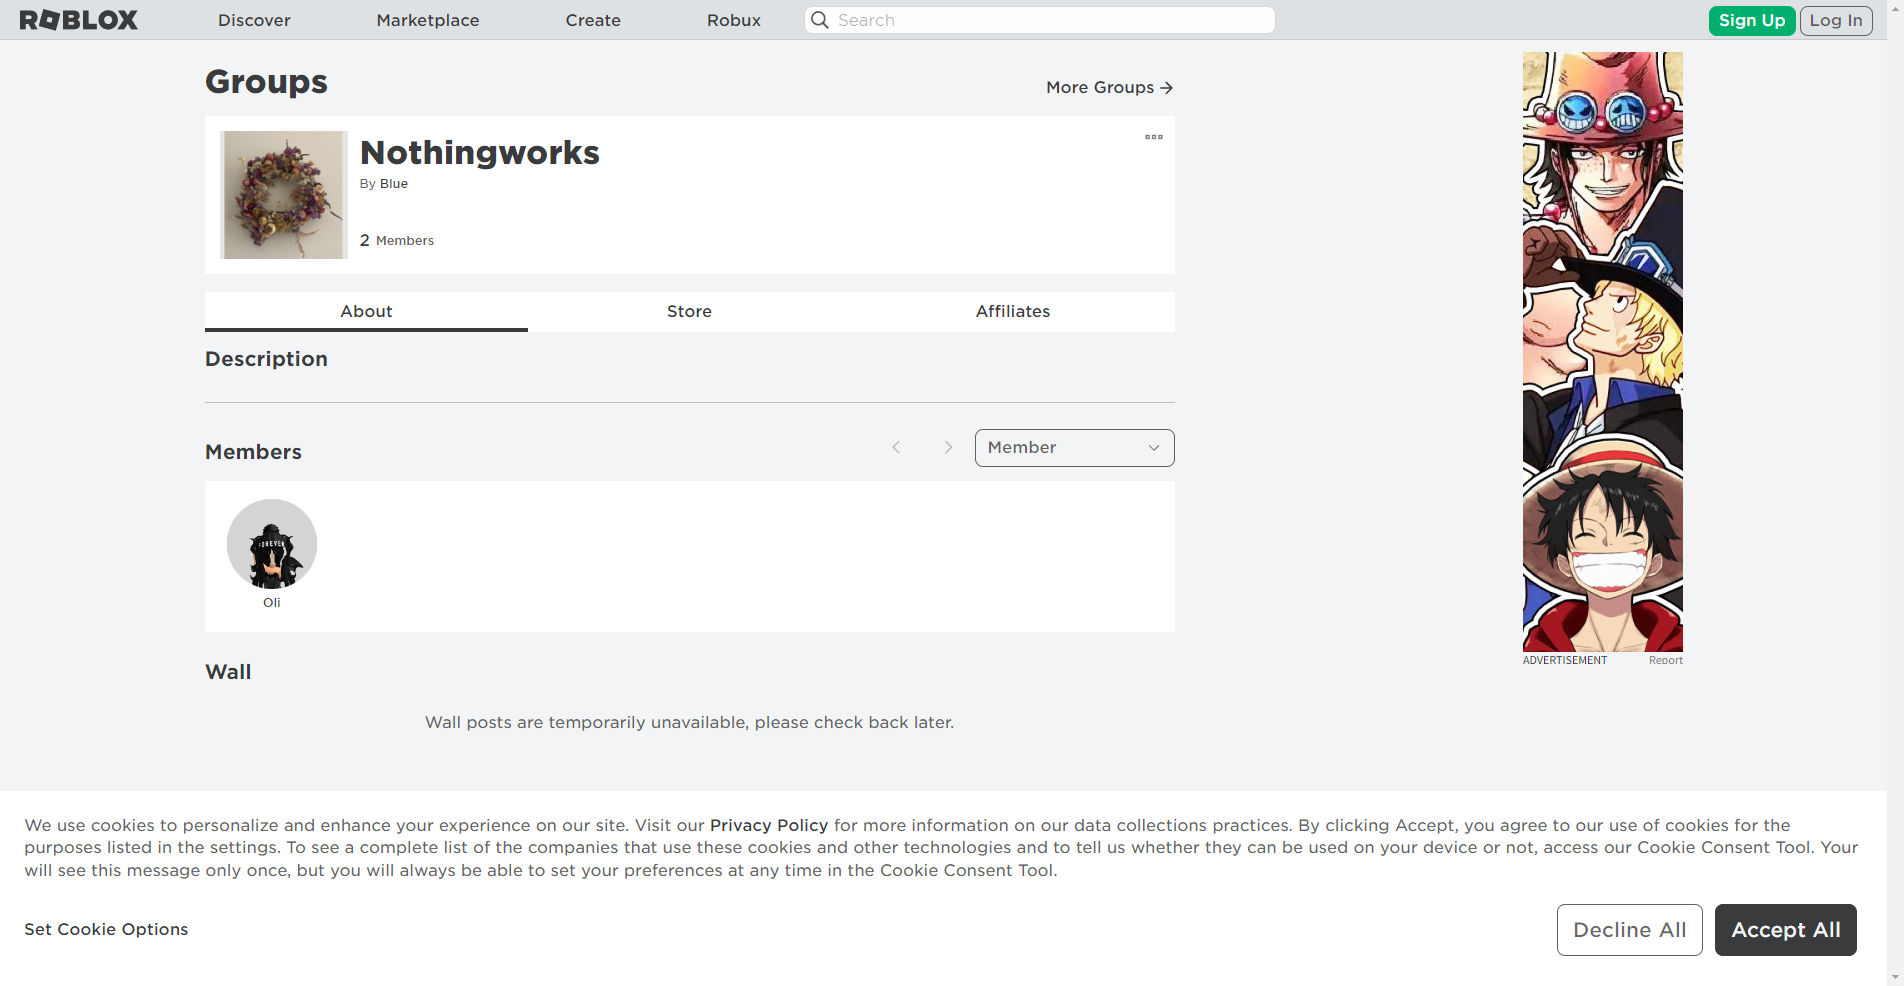 ROBLOX
Discover
Marketplace
Create
Robux
Search
Sign Up
Log In
Groups
More Groups
Nothingworks
By Blue
2 Members
About
Store
Affiliates
Description
Members
Member
FOREVER
Oli
Wall
Wall posts are temporarily unavailable, please check back later.
ADVERTISEMENT
Report
We use cookies to personalize and enhance your experience on our site. Visit our Privacy Policy for more information on our data collections practices. By clicking Accept, you agree to our use of cookies for the
purposes listed in the settings. To see a complete list of the companies that use these cookies and other technologies and to tell us whether they can be used on your device or not, access our Cookie Consent Tool. Your
will see this message only once, but you will always be able to set your preferences at any time in the Cookie Consent Tool.
Set Cookie Options
Decline All
Accept All